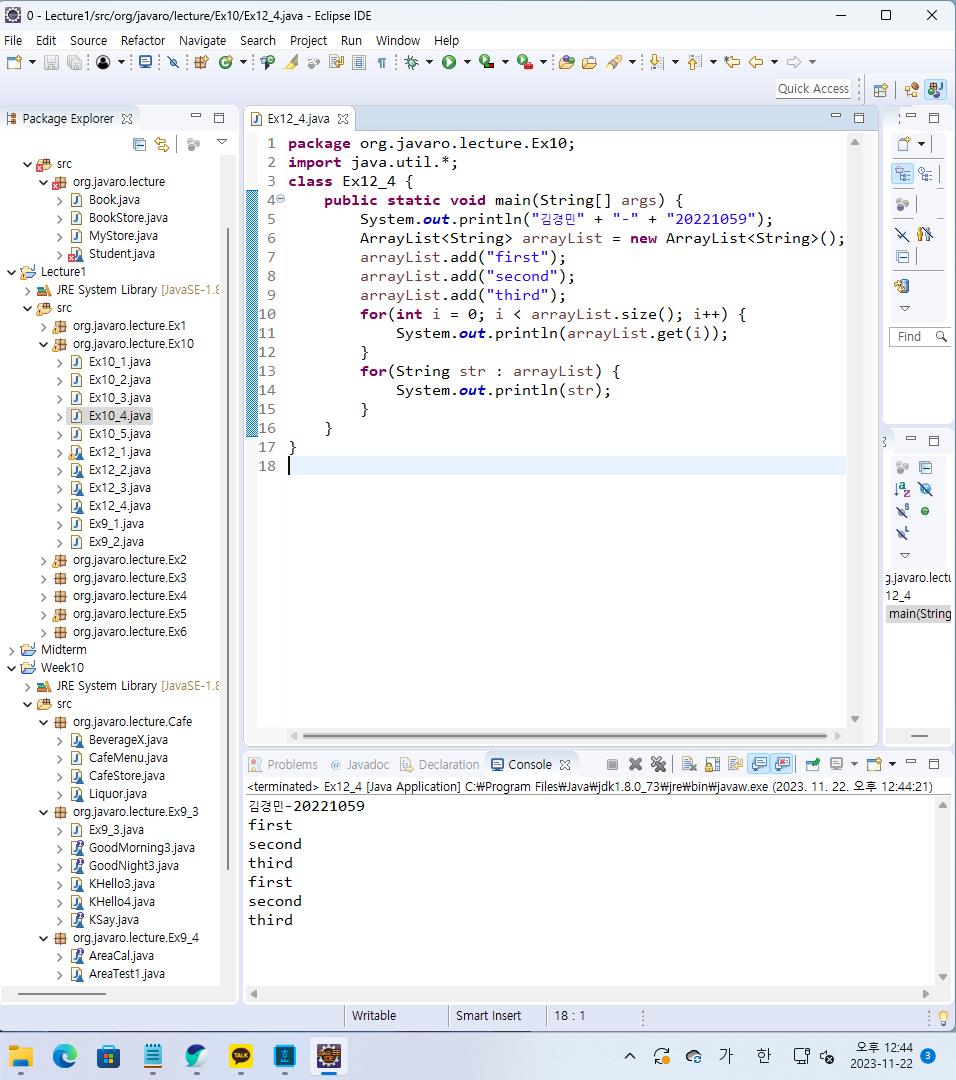 0 - Lecture1/src/org/javaro/lecture/Ex10/Ex12_4.java - Eclipse IDE
File Edit Source Refactor Navigate Search Project Run Window Help
Quick Access
Package Explorer
src
org.javaro.lecture
Book.java
BookStore.java
MyStore.java
Student.java
Lecture1
JRE System Library [JavaSE-1.8
src
org.javaro.lecture.Ex1
org.javaro.lecture.Ex10
Ex10_1.java
Ex10_2.java
Ex10_3.java
Ex10_4.java
Ex10_5.java
Ex12_1.java
Ex12_2.java
Ex12_3.java
Ex12_4.java
Ex9_1.java
Ex9_2.java
org.javaro.lecture.Ex2
org.javaro.lecture.Ex3
org.javaro.lecture.Ex4
org.javaro.lecture.Ex5
org.javaro.lecture.Ex6
Midterm
Week10
JRE System Library [JavaSE-1.8
src
org.javaro.lecture.Cafe
BeverageX.java
CafeMenu.java
CafeStore.java
Liquor.java
org.javaro.lecture.Ex9_3
Ex9_3.java
GoodMorning3.java
GoodNight3.java
KHello3.java
KHello4.java
KSay.java
org.javaro.lecture.Ex9_4
AreaCal.java
AreaTest1.java
Ex12_4.java
1 package org.javaro.lecture.Ex10;
2 import java.util.*;
3 class Ex12_4 {
4 public static void main(String[] args) {
5 System.out.println("김경민" + "-" + "20221059");
6 ArrayList<String> arrayList = new ArrayList<String>();
7 arrayList.add("first");
8 arrayList.add("second");
9 arrayList.add("third");
10 for(int i = 0; i < arrayList.size(); i++) {
11 System.out.println(arrayList.get(i));
12 }
13 for(String str : arrayList) {
14 System.out.println(str);
15 }
16 }
17 }
18
Find
g.javaro.lectu
12_4
main(String
Problems Javadoc Declaration Console
<terminated> Ex12_4 [Java Application] C:₩Program Files₩Java₩jdk1.8.0_73₩jre₩bin₩javaw.exe (2023. 11. 22. 오후 12:44:21)
김경민-20221059
first
second
third
first
second
third
Writable Smart Insert 18 : 1
TALK
JAVA EE IDE
가 한
오후 12:44
2023-11-22
3